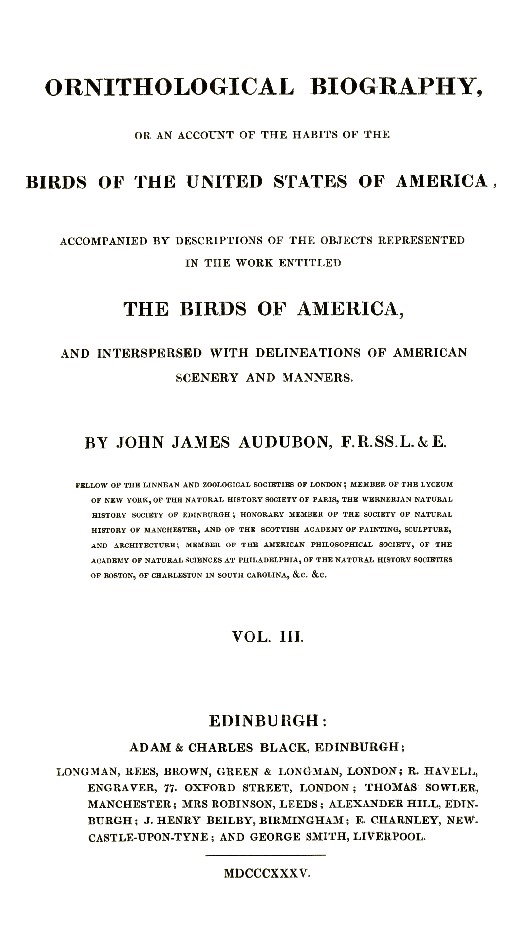 ORNITHOLOGICAL BIOGRAPHY,
OR AN ACCOUNT OF THE HABITS OF THE
BIRDS OF THE UNITED STATES OF AMERICA,
ACCOMPANIED BY DESCRIPTIONS OF THE OBJECTS REPRESENTED
IN THE WORK ENTITLED
THE BIRDS OF AMERICA,
AND INTERSPERSED WITH DELINEATIONS OF AMERICAN
SCENERY AND MANNERS.
BY JOHN JAMES AUDUBON, F.R.SS.L.&E.
FELLOW OF THE LINNEAN AND ZOOLOGICAL SOCIETIES OF LONDON; MEMBER OF THE LYCEUM
OF NEW YORK, OF THE NATURAL HISTORY SOCIETY OF PARIS, THE WERNERIAN NATURAL
HISTORY SOCIETY OF EDINBURGH; HONORARY MEMBER OF THE SOCIETY OF NATURAL
HISTORY OF MANCHESTER, AND OF THE SCOTTISH ACADEMY OF PAINTING, SCULPTURE,
AND ARCHITECTURE; MEMBER OF THE AMERICAN PHILOSOPHICAL SOCIETY, OF THE
ACADEMY OF NATURAL SCIENCES AT PHILADELPHIA, OF THE NATURAL HISTORY SOCIETIES
OF BOSTON, OF CHARLESTON IN SOUTH CAROLINA, &c. &c.
VOL. III.
EDINBURGH:
ADAM & CHARLES BLACK, EDINBURGH;
LONGMAN, REES, BROWN, GREEN & LONGMAN, LONDON; R. HAVELL,
ENGRAVER, 77. OXFORD STREET, LONDON; THOMAS SOWLER,
MANCHESTER; MRS ROBINSON, LEEDS; ALEXANDER HILL, EDIN-
BURGH; J. HENRY BEILBY, BIRMINGHAM; E. CHARNLEY, NEW-
CASTLE-UPON-TYNE; AND GEORGE SMITH, LIVERPOOL.
MDCCCXXXV.